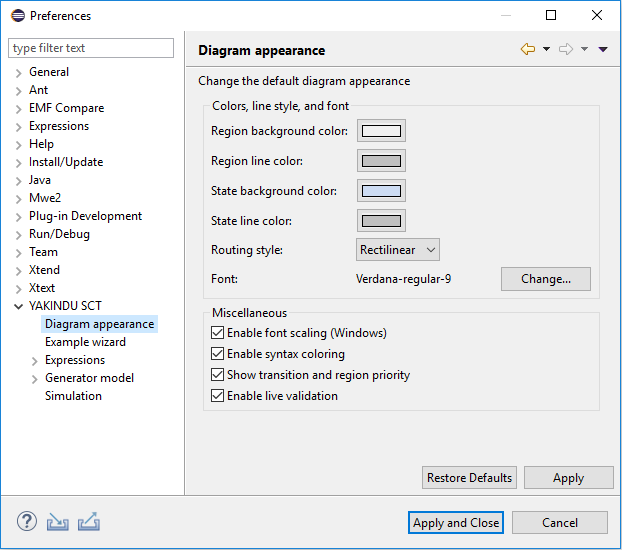 Preferences
type filter text
General
Ant
EMF Compare
Expressions
Help
Install/Update
Java
Mwe2
Plug-in Development
Run/Debug
Team
Xtend
Xtext
YAKINDU SCT
Diagram appearance
Example wizard
Expressions
Generator model
Simulation
Diagram appearance
Change the default diagram appearance
Colors, line style, and font
Region background color:
Region line color:
State background color:
State line color:
Routing style: Rectilinear
Font: Verdana-regular-9 Change...
Miscellaneous
Enable font scaling (Windows)
Enable syntax coloring
Show transition and region priority
Enable live validation
Restore Defaults Apply
? Apply and Close Cancel